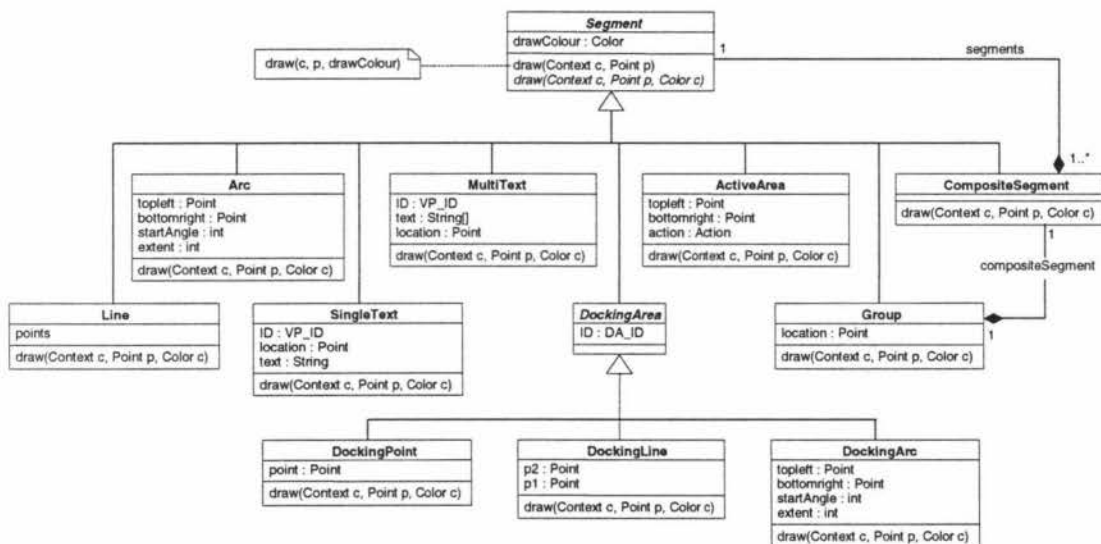 Segment
drawColour : Color
draw(Context c, Point p)
draw(Context c, Point p, Color c)
draw(c, p, drawColour)
1
segments
1..*
Arc
topleft : Point
bottomright : Point
startAngle : int
extent : int
draw(Context c, Point p, Color c)
MultiText
ID : VP_ID
text : String[]
location : Point
draw(Context c, Point p, Color c)
ActiveArea
topleft : Point
bottomright : Point
action : Action
draw(Context c, Point p, Color c)
CompositeSegment
draw(Context c, Point p, Color c)
1
compositeSegment
1
Line
points
draw(Context c, Point p, Color c)
SingleText
ID : VP_ID
location : Point
text : String
draw(Context c, Point p, Color c)
DockingArea
ID : DA_ID
Group
location : Point
draw(Context c, Point p, Color c)
DockingPoint
point : Point
draw(Context c, Point p, Color c)
DockingLine
p2 : Point
p1 : Point
draw(Context c, Point p, Color c)
DockingArc
topleft : Point
bottomright : Point
startAngle : int
extent : int
draw(Context c, Point p, Color c)